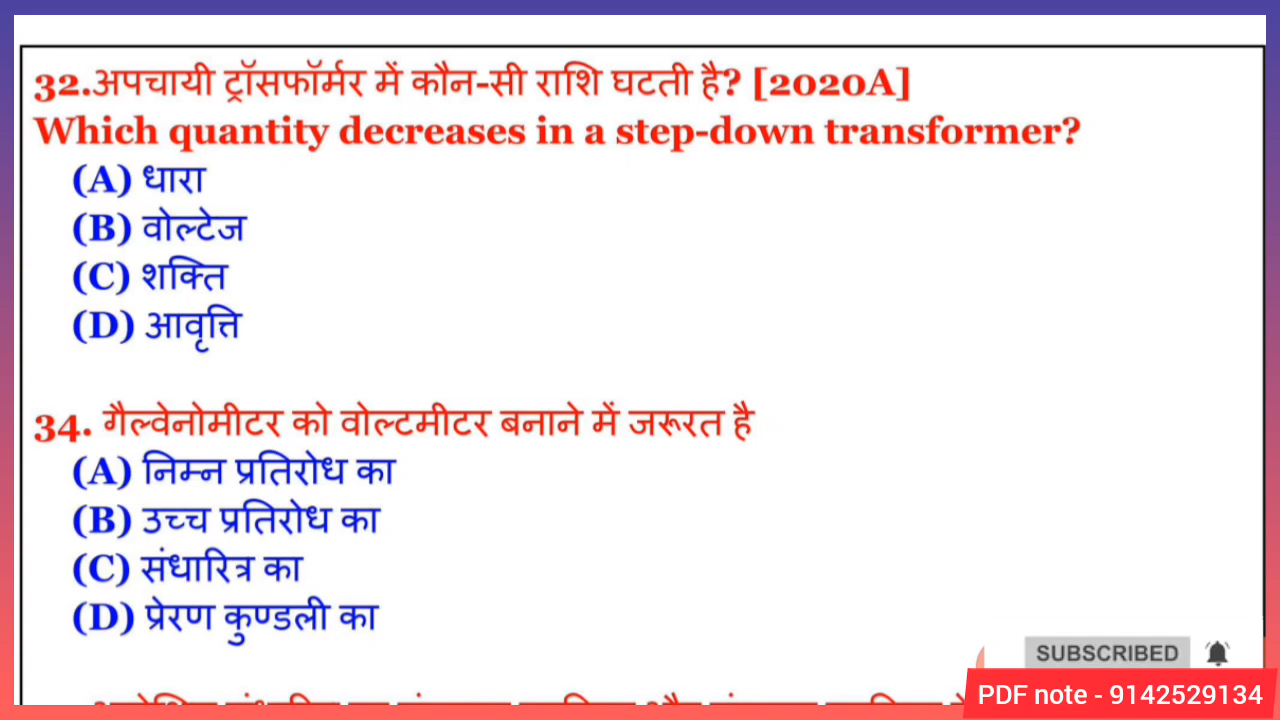 32.अपचायी ट्रॉसफॉर्मर में कौन-सी राशि घटती है? [2020A]
Which quantity decreases in a step-down transformer?
(A) धारा
(B) वोल्टेज
(C) शक्ति
(D) आवृत्ति
34. गैल्वेनोमीटर को वोल्टमीटर बनाने में जरूरत है
(A) निम्न प्रतिरोध का
(B) उच्च प्रतिरोध का
(C) संधारित्र का
(D) प्रेरण कुण्डली का
SUBSCRIBED
PDF note - 9142529134